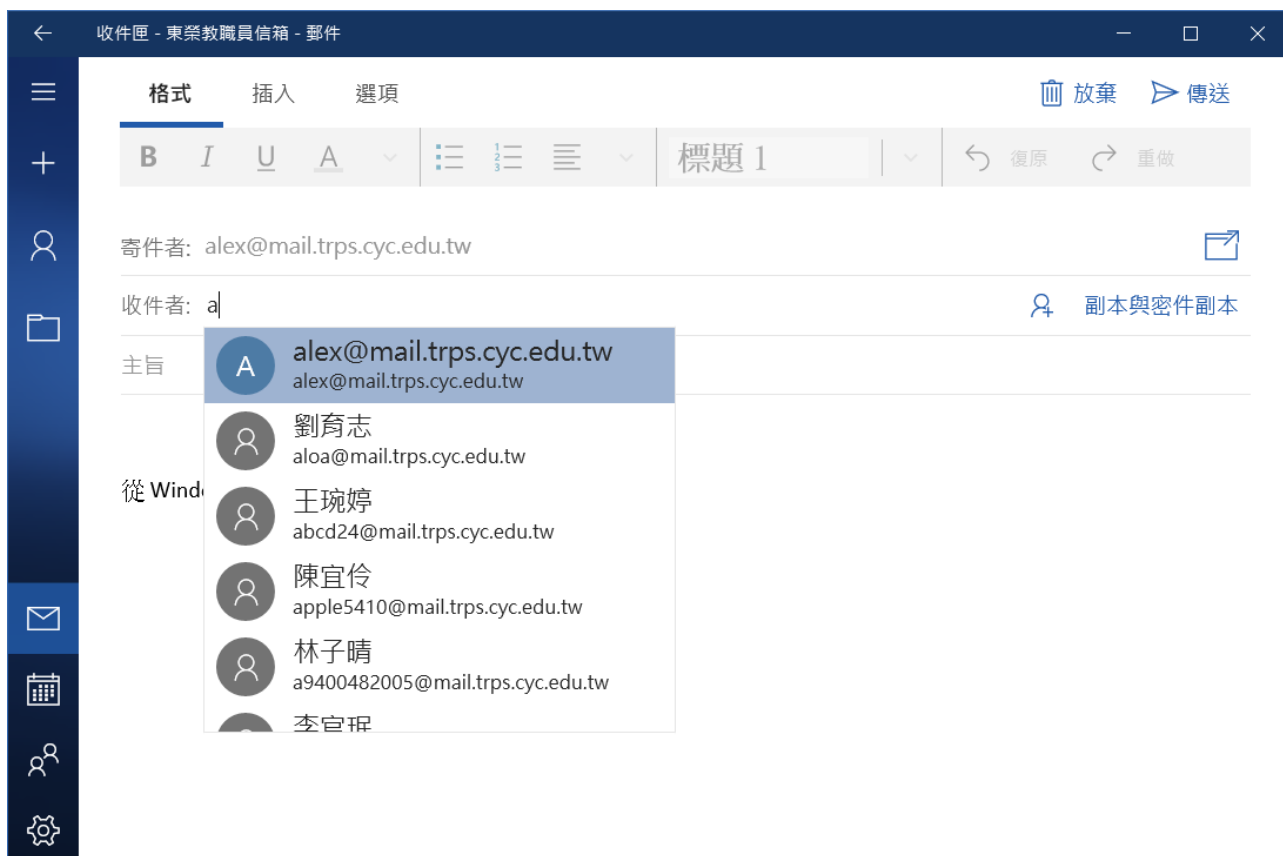 收件匣 - 東榮教職員信箱 - 郵件
格式 插入 選項 放棄 傳送
B I U A 標題 1 復原 重做
寄件者: alex@mail.trps.cyc.edu.tw
收件者: a 副本與密件副本
主旨
A alex@mail.trps.cyc.edu.tw
alex@mail.trps.cyc.edu.tw
劉育志
aloa@mail.trps.cyc.edu.tw
從 Wind
王琬婷
abcd24@mail.trps.cyc.edu.tw
陳宜伶
apple5410@mail.trps.cyc.edu.tw
林子晴
a9400482005@mail.trps.cyc.edu.tw